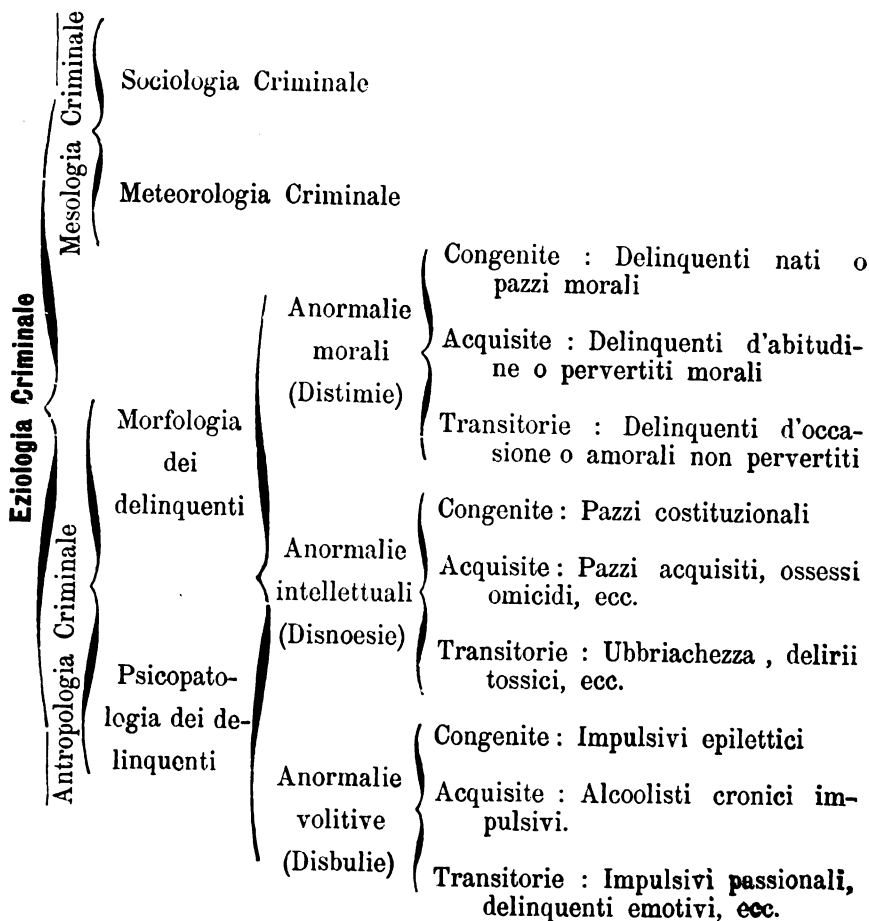 Eziologia Criminale
Mesologia Criminale
Sociologia Criminale
Meteorologia Criminale
Antropologia Criminale
Morfologia
dei
delinquenti
Psicopato-
logia dei de-
linquenti
Anormalie
morali
(Distimie)
Congenite : Delinquenti nati o
pazzi morali
Acquisite : Delinquenti d'abitudi-
ne o pervertiti morali
Transitorie : Delinquenti d'occa-
sione o amorali non pervertiti
Anormalie
intellettuali
(Disnoesie)
Congenite : Pazzi costituzionali
Acquisite : Pazzi acquisiti, ossessi
omicidi, ecc.
Transitorie : Ubbriachezza , delirii
tossici, ecc.
Anormalie
volitive
(Disbulie)
Congenite : Impulsivi epilettici
Acquisite : Alcoolisti cronici im-
pulsivi.
Transitorie : Impulsivi passionali,
delinquenti emotivi, ecc.